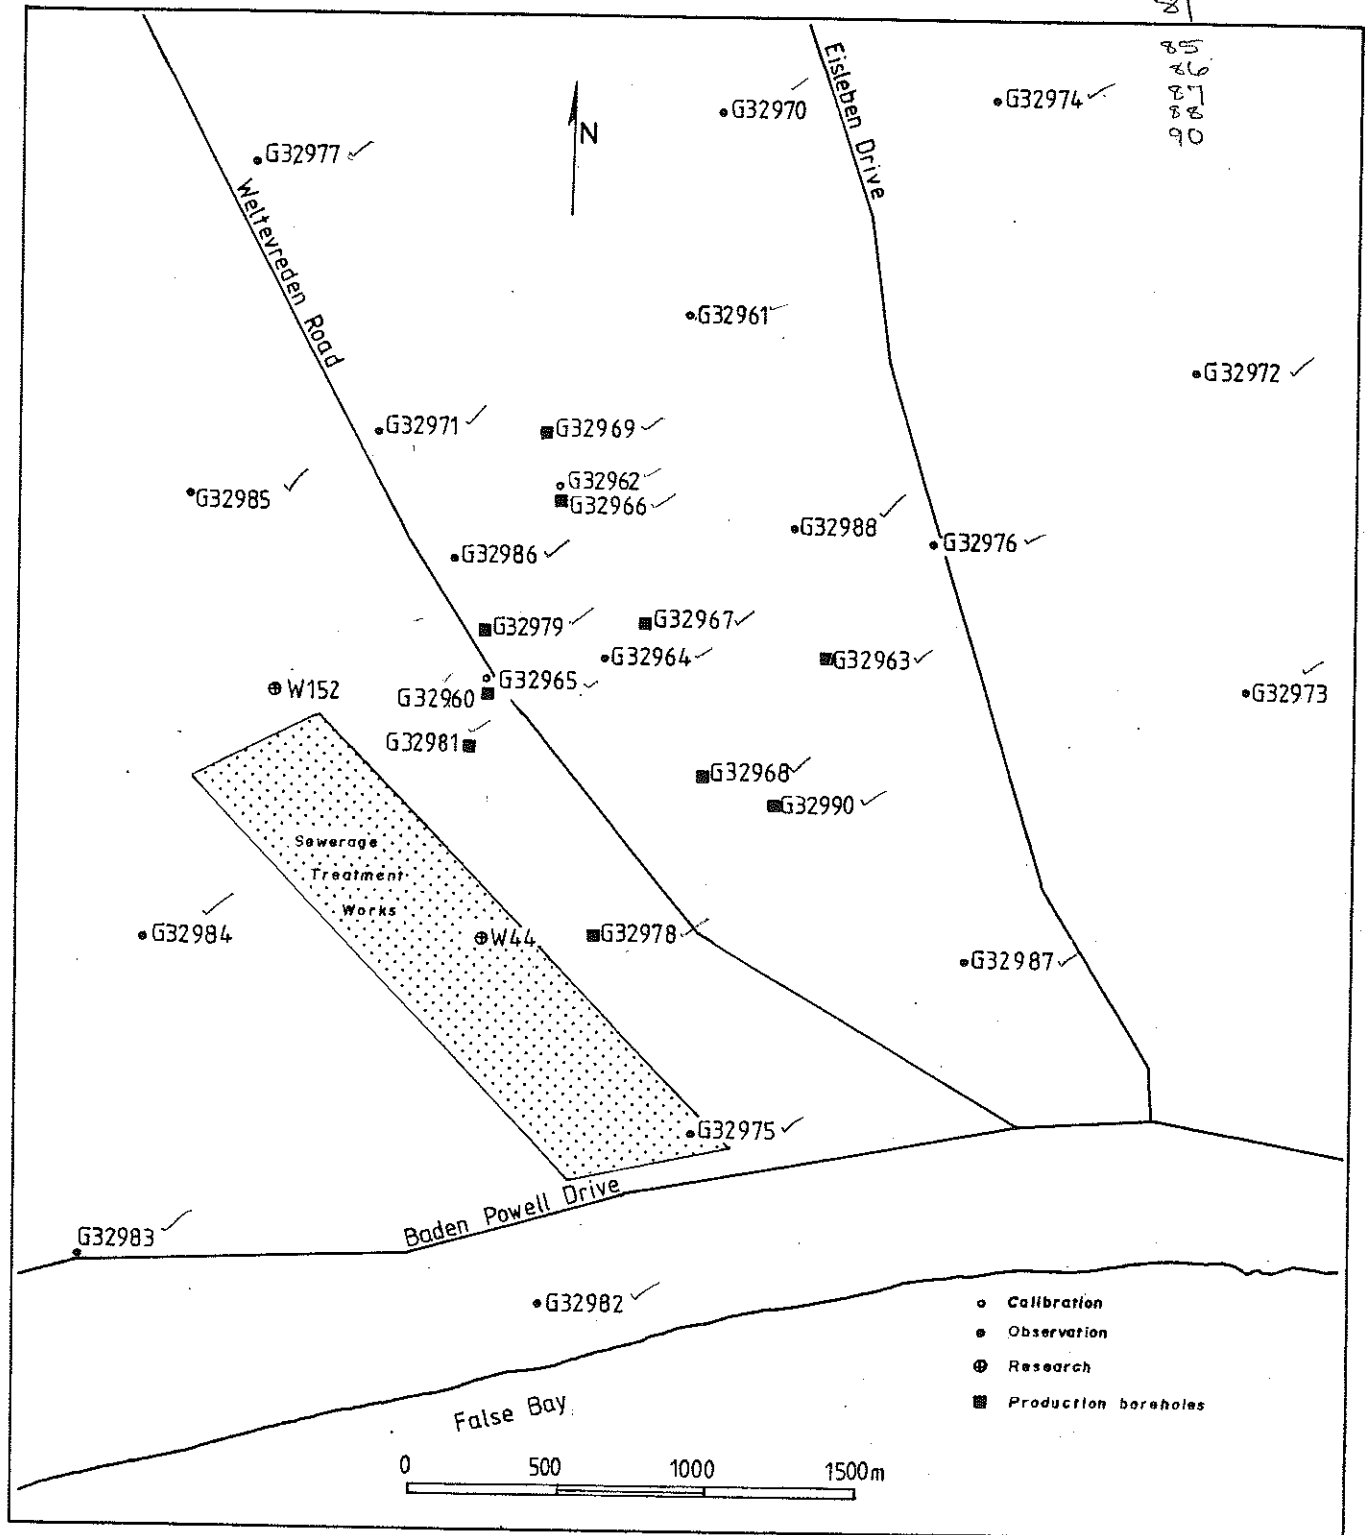 8
85
86
87
88
90
Eisleben Drive
G32970
G32974 ✓
N
G32977 ✓
Weltevreden Road
G32961
G32972 ✓
G32971 ✓
G32969 ✓
G32962
G32985 ✓
G32966 ✓
G32988 ✓
G32976 ✓
G32986 ✓
G32979 ✓
G32967 ✓
G32964 ✓
G32963 ✓
G32965 ✓
W152
G32960
G32973 ✓
G32981 ✓
G32968 ✓
G32990 ✓
Sewerage
Treatment
Works
G32984 ✓
W44
G32978 ✓
G32987 ✓
G32975 ✓
Baden Powell Drive
G32983 ✓
G32982 ✓
Calibration
Observation
Research
Production boreholes
False Bay
0 500 1000 1500m